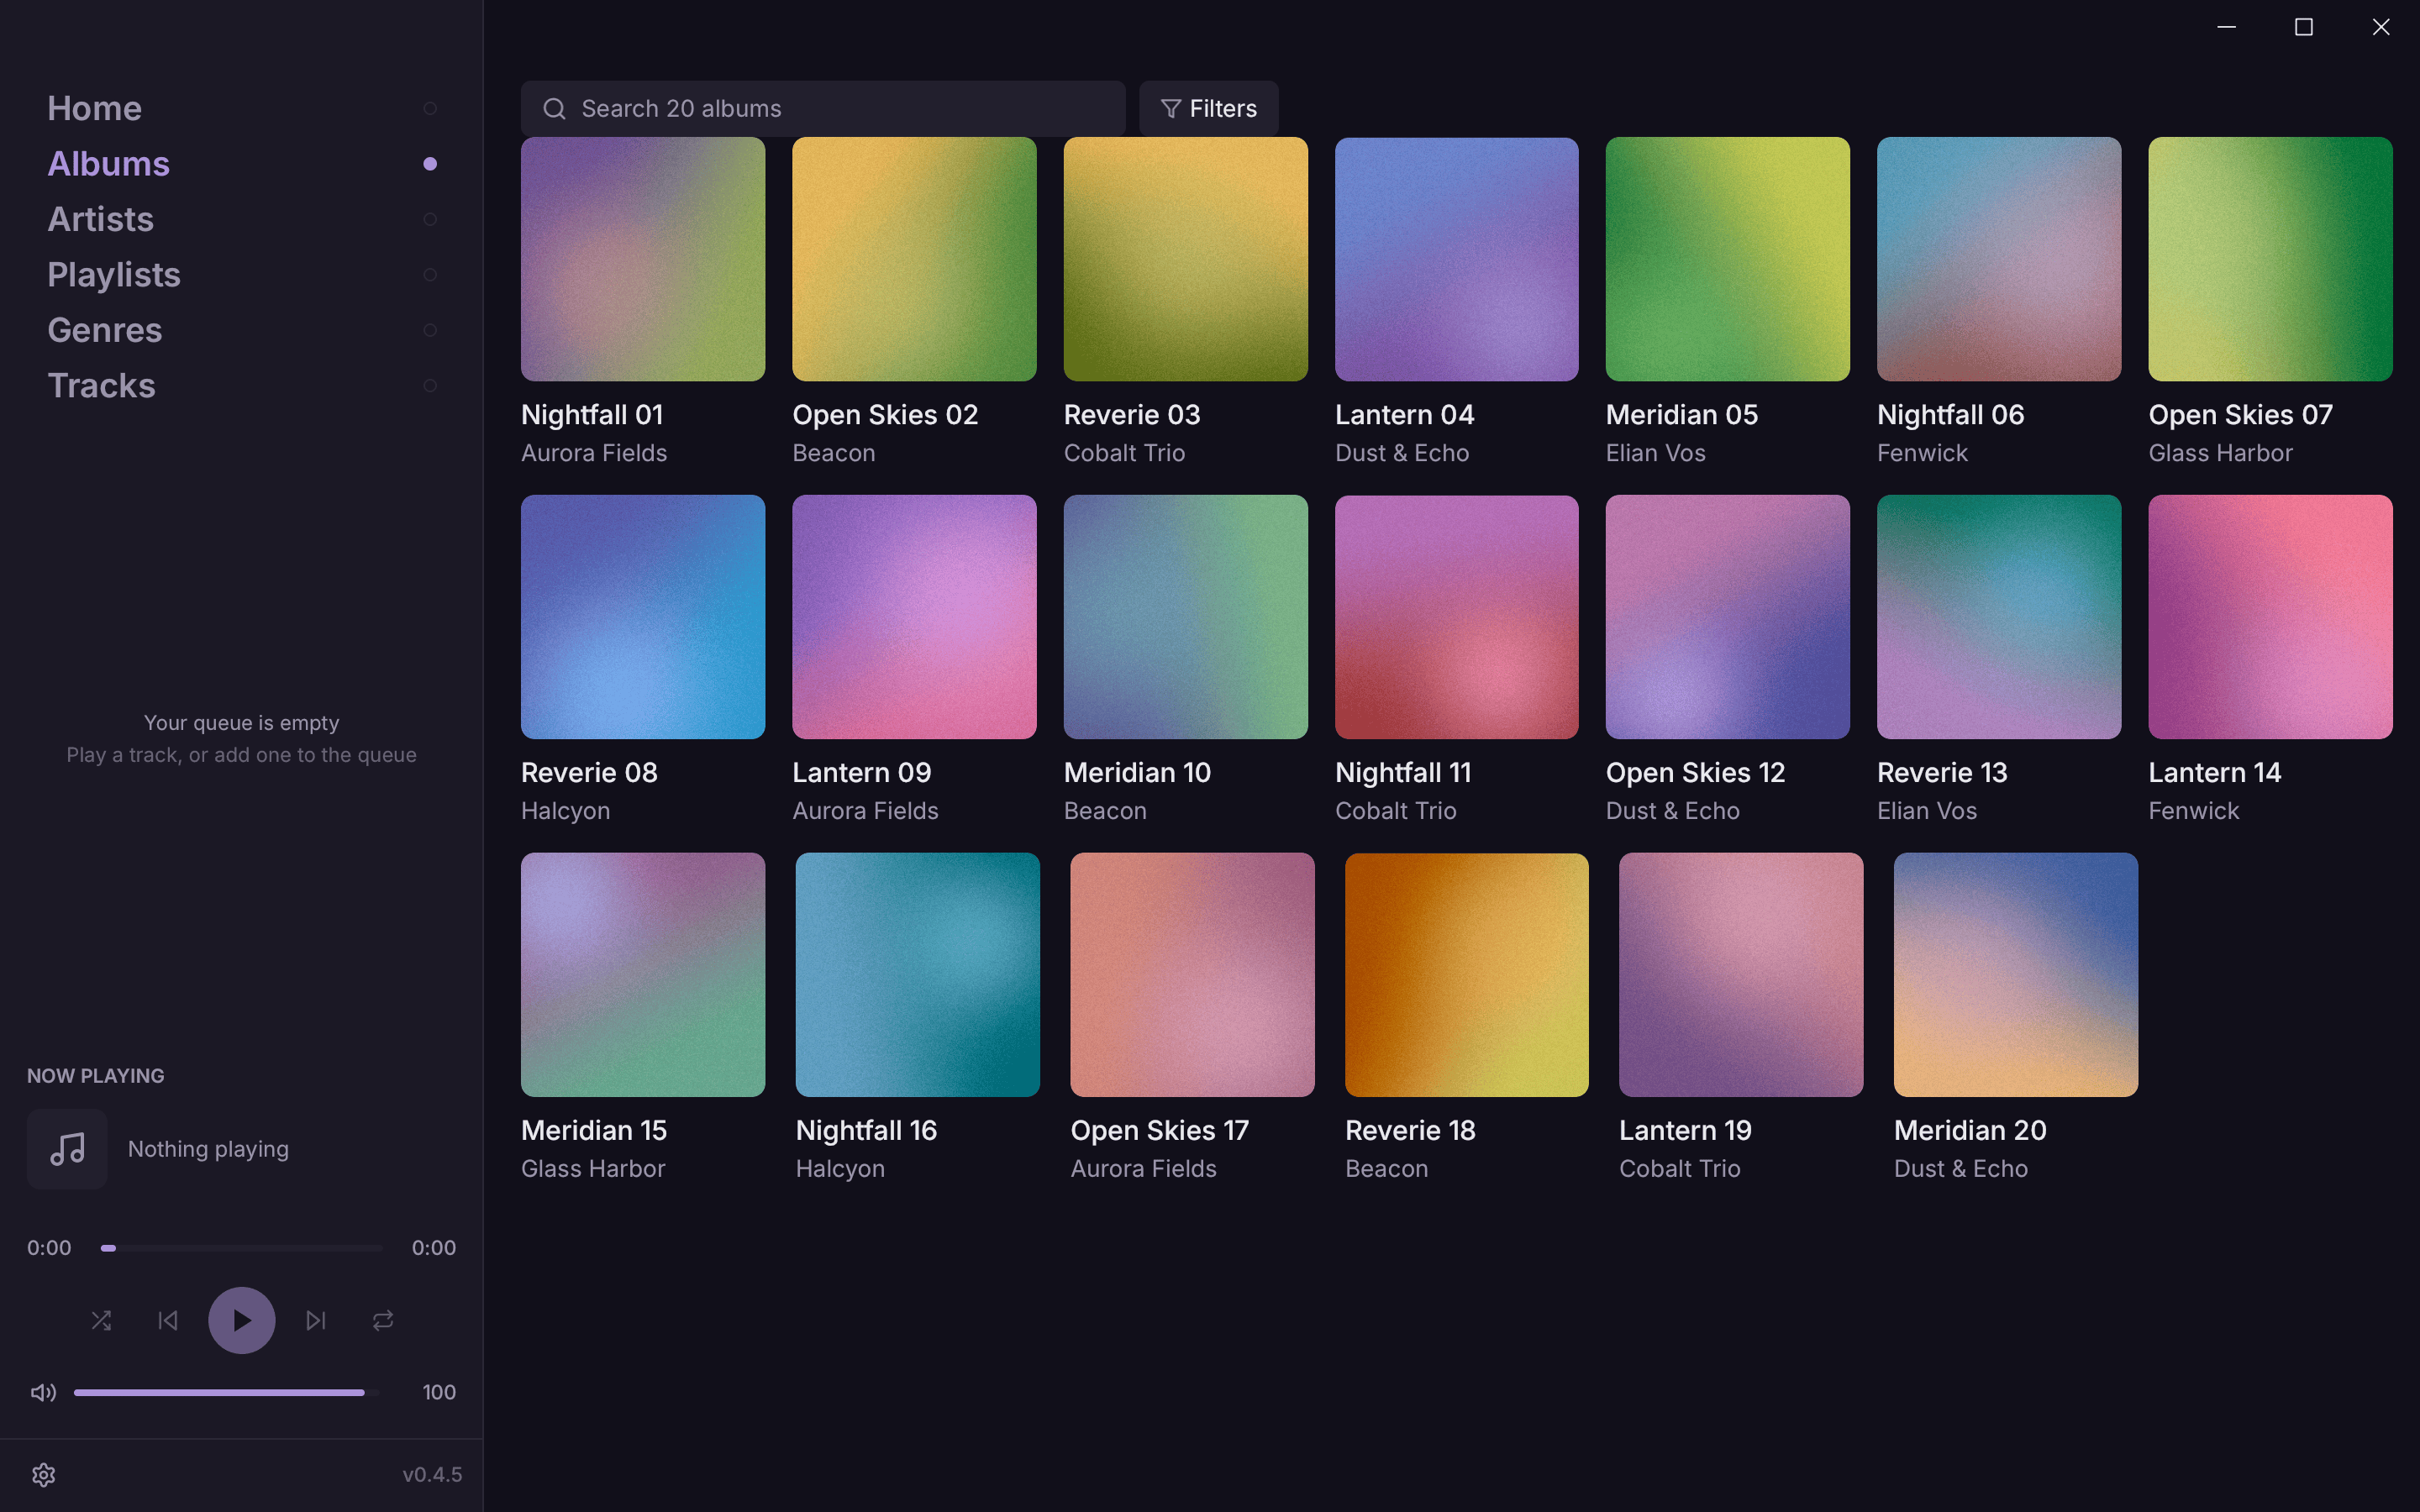 Home
Albums
Artists
Playlists
Genres
Tracks
Your queue is empty
Play a track, or add one to the queue
NOW PLAYING
Nothing playing
0:00 0:00
100
v0.4.5
Search 20 albums
Filters
Nightfall 01
Aurora Fields
Open Skies 02
Beacon
Reverie 03
Cobalt Trio
Lantern 04
Dust & Echo
Meridian 05
Elian Vos
Nightfall 06
Fenwick
Open Skies 07
Glass Harbor
Reverie 08
Halcyon
Lantern 09
Aurora Fields
Meridian 10
Beacon
Nightfall 11
Cobalt Trio
Open Skies 12
Dust & Echo
Reverie 13
Elian Vos
Lantern 14
Fenwick
Meridian 15
Glass Harbor
Nightfall 16
Halcyon
Open Skies 17
Aurora Fields
Reverie 18
Beacon
Lantern 19
Cobalt Trio
Meridian 20
Dust & Echo